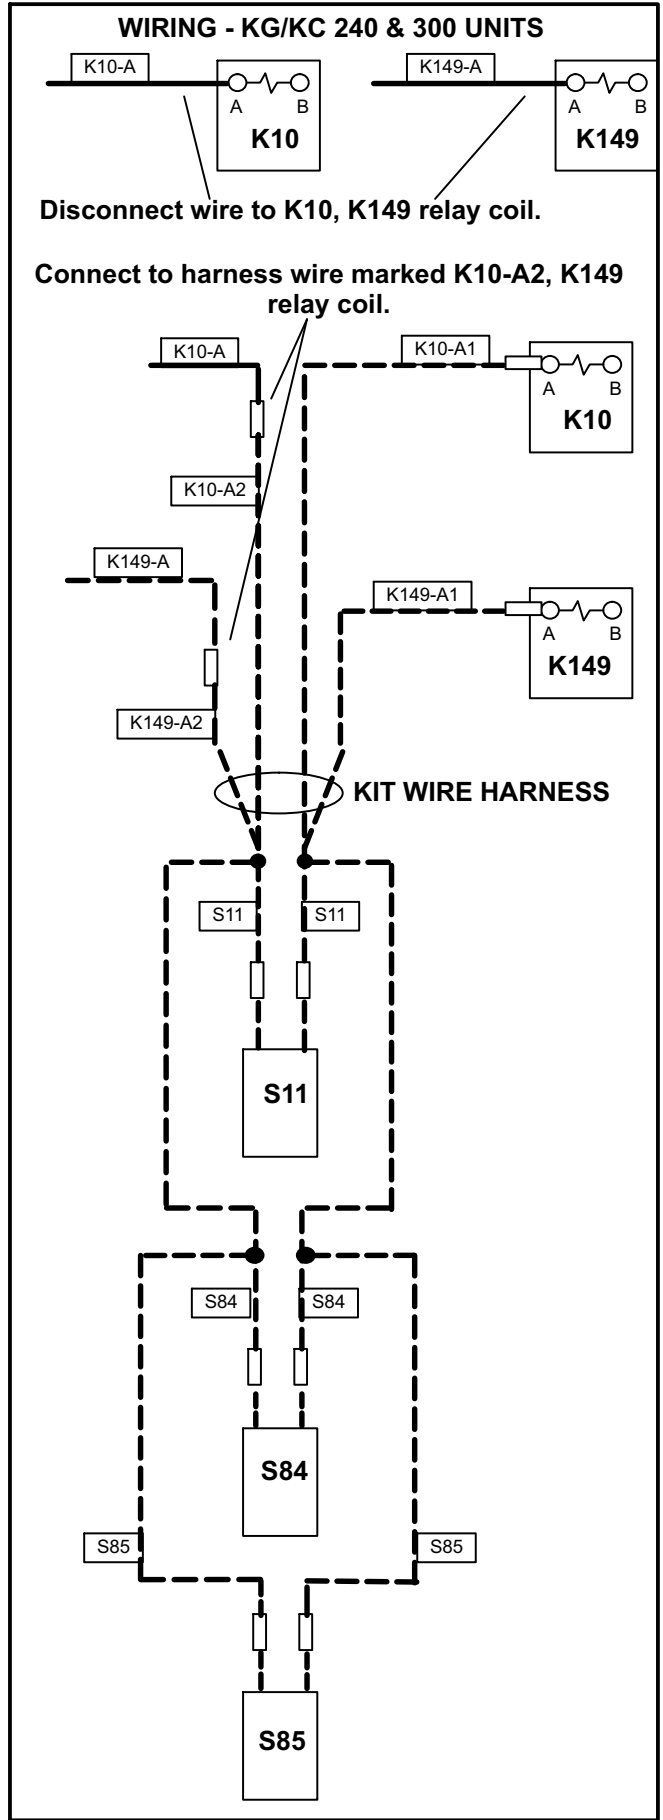 WIRING - KG/KC 240 & 300 UNITS
K10-A
K149-A
A B
K10
A B
K149
Disconnect wire to K10, K149 relay coil.
Connect to harness wire marked K10-A2, K149
relay coil.
K10-A
K10-A1
A B
K10
K10-A2
K149-A
K149-A1
A B
K149
K149-A2
KIT WIRE HARNESS
S11
S11
S11
S84
S84
S84
S85
S85
S85